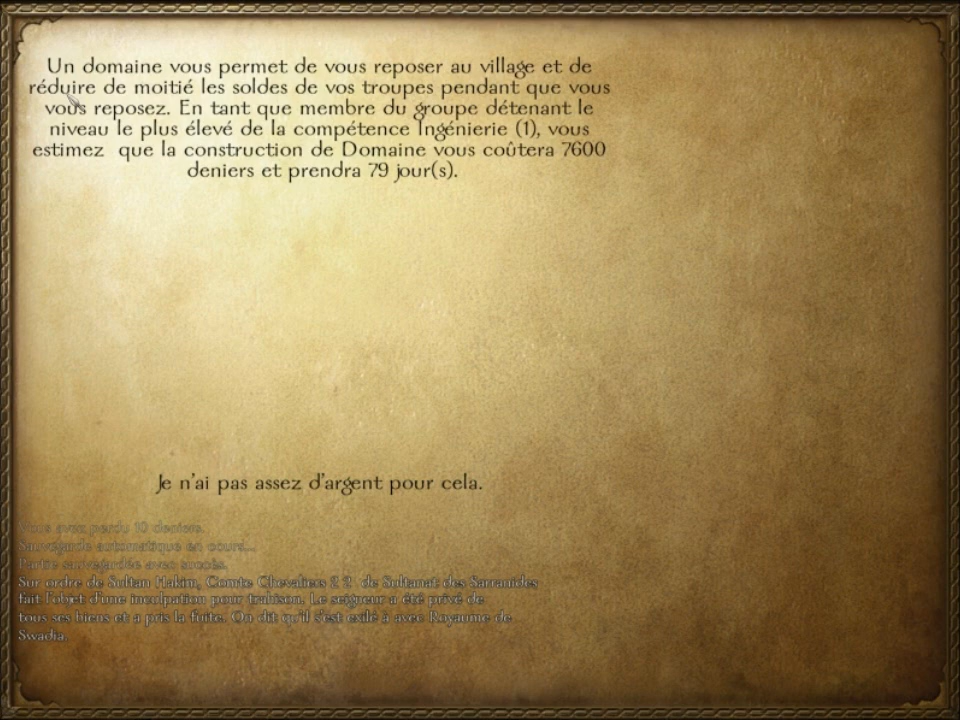 Un domaine vous permet de vous reposer au village et de
réduire de moitié les soldes de vos troupes pendant que vous
vous reposez. En tant que membre du groupe détenant le
niveau le plus élevé de la compétence Ingénierie (1), vous
estimez  que la construction de Domaine vous coûtera 7600
deniers et prendra 79 jour(s).
Je n'ai pas assez d'argent pour cela.
Vous avez perdu 10 deniers.
Sauvegarde automatique en cours...
Partie sauvegardée avec succès.
Sur ordre de Sultan Hakim, Comte Chevaliers 2 2  de Sultanat des Sarranides
fait l'objet d'une inculpation pour trahison. Le seigneur a été privé de
tous ses biens et a pris la fuite. On dit qu'il s'est exilé à avec Royaume de
Swadia.